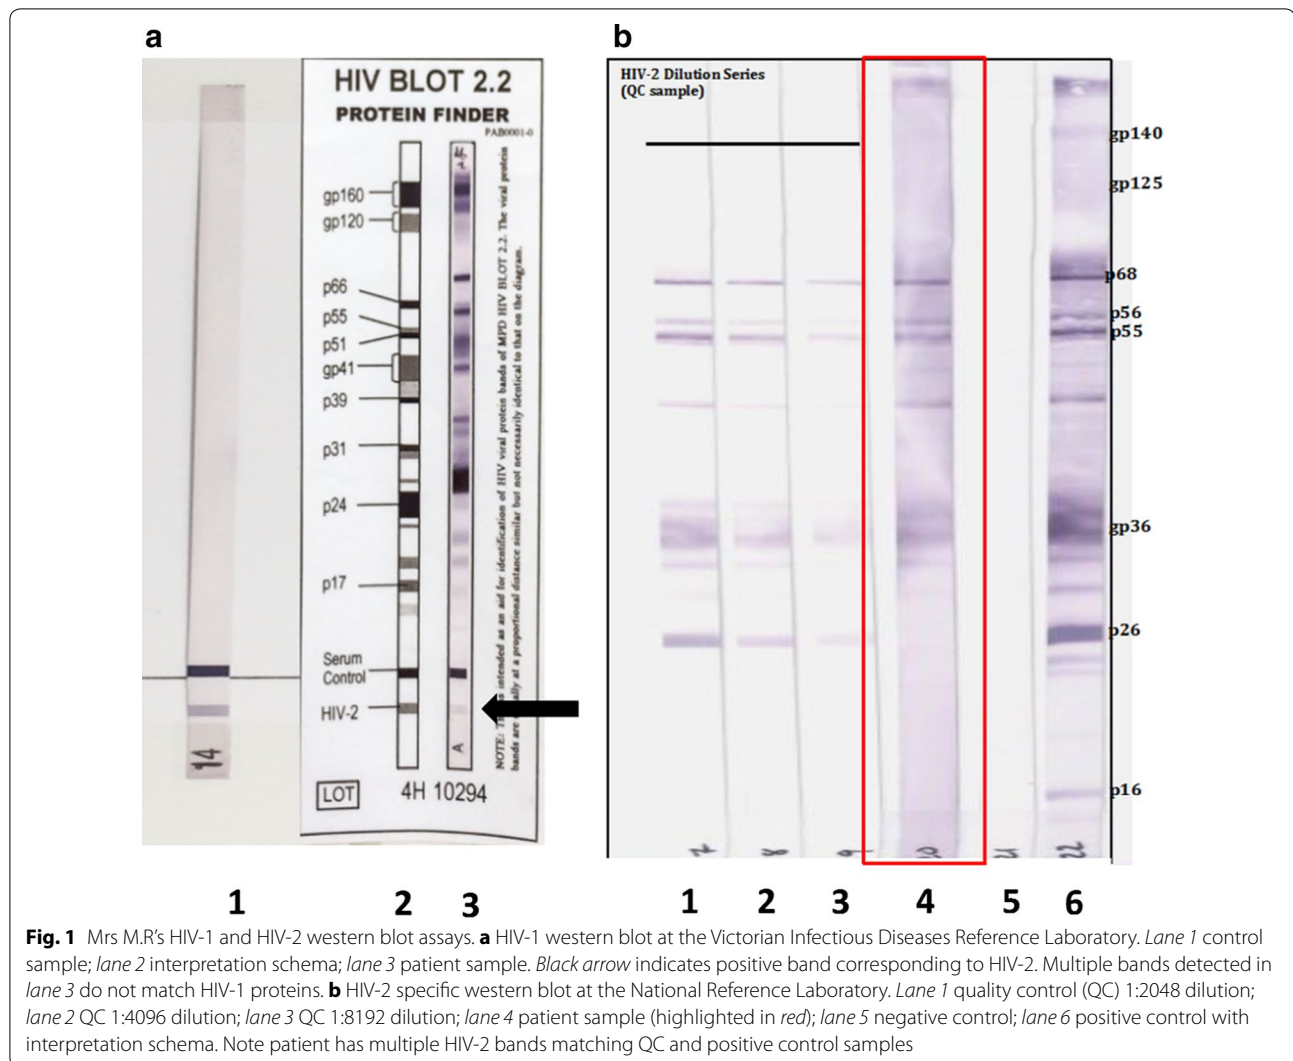 a
b
HIV BLOT 2.2
PROTEIN FINDER
PAB0001-0
gp160
gp120
p66
p55
p51
gp41
p39
p31
p24
p17
Serum
Control
HIV-2
A
NOTE: intended as an aid for identification of HIV viral protein bands of MPD HIV BLOT 2.2. The viral protein
bands are at a proportional distance similar but not necessarily identical to that on the diagram.
LOT
4H 10294
14
1
2
3
HIV-2 Dilution Series
(QC sample)
gp140
gp125
p68
p56
p55
gp36
p26
p16
8
9
22
1
2
3
4
5
6
Fig. 1 Mrs M.R's HIV-1 and HIV-2 western blot assays. a HIV-1 western blot at the Victorian Infectious Diseases Reference Laboratory. Lane 1 control
sample; lane 2 interpretation schema; lane 3 patient sample. Black arrow indicates positive band corresponding to HIV-2. Multiple bands detected in
lane 3 do not match HIV-1 proteins. b HIV-2 specific western blot at the National Reference Laboratory. Lane 1 quality control (QC) 1:2048 dilution;
lane 2 QC 1:4096 dilution; lane 3 QC 1:8192 dilution; lane 4 patient sample (highlighted in red); lane 5 negative control; lane 6 positive control with
interpretation schema. Note patient has multiple HIV-2 bands matching QC and positive control samples